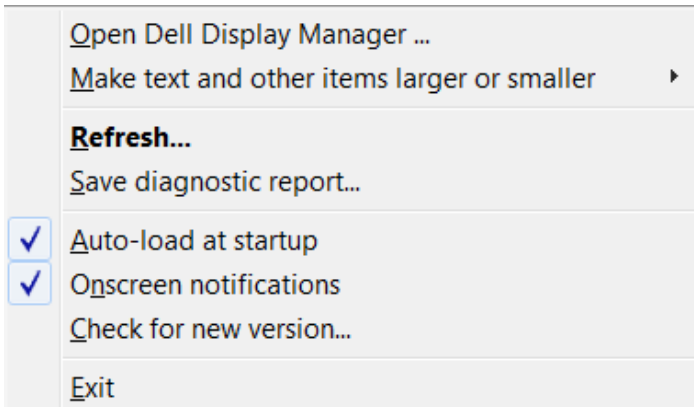 Open Dell Display Manager ...
Make text and other items larger or smaller
Refresh...
Save diagnostic report...
Auto-load at startup
Onscreen notifications
Check for new version...
Exit